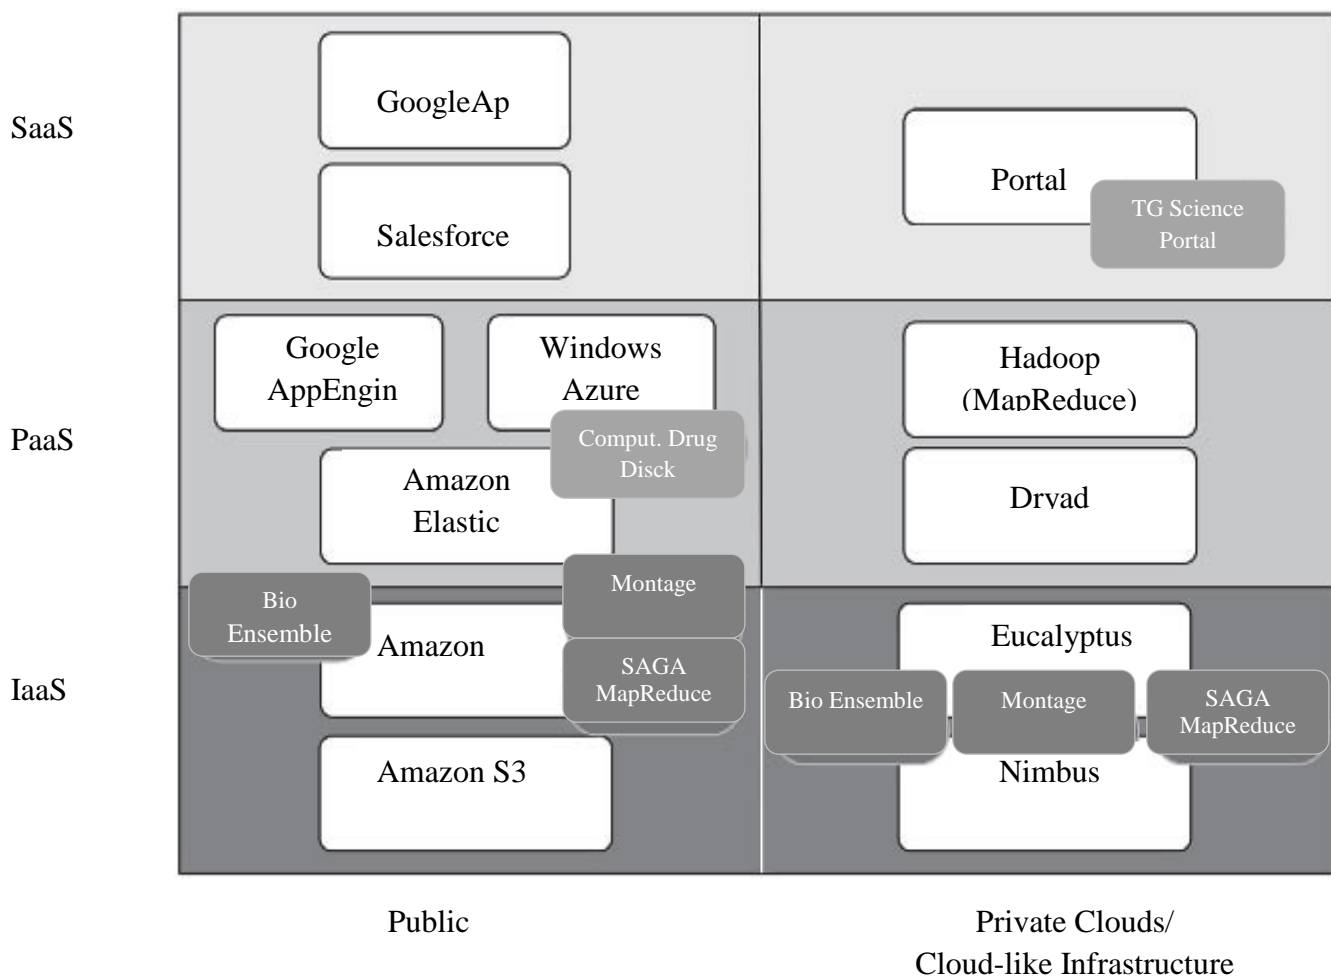 SaaS
GoogleAp
Salesforce
Portal
TG Science
Portal
PaaS
Google
AppEngin
Windows
Azure
Comput. Drug
Disck
Amazon
Elastic
Hadoop
(MapReduce)
Dryad
IaaS
Bio
Ensemble
Amazon
Montage
SAGA
MapReduce
Amazon S3
Eucalyptus
Bio Ensemble
Montage
SAGA
MapReduce
Nimbus
Public
Private Clouds/
Cloud-like Infrastructure